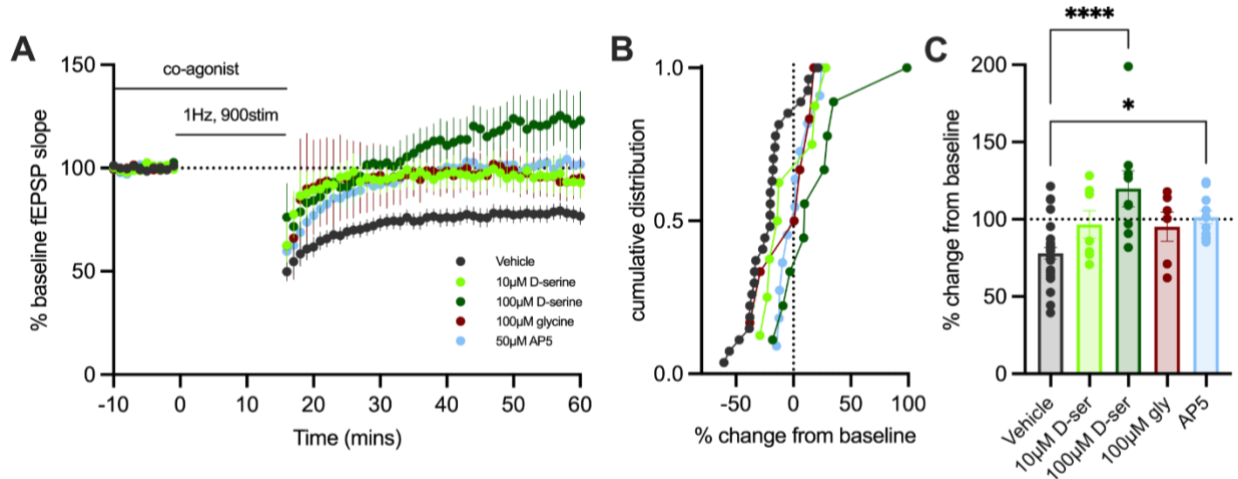 A
% baseline fEPSP slope
150
100
50
0
co-agonist
1Hz, 900stim
Vehicle
10µM D-serine
100µM D-serine
100µM glycine
50µM AP5
-10 0 10 20 30 40 50 60
Time (mins)
B
cumulative distribution
1.0
0.5
0.0
-50 0 50 100
% change from baseline
C
% change from baseline
200
150
100
50
0
****
*
Vehicle
10µM D-ser
100µM D-ser
100µM gly
AP5